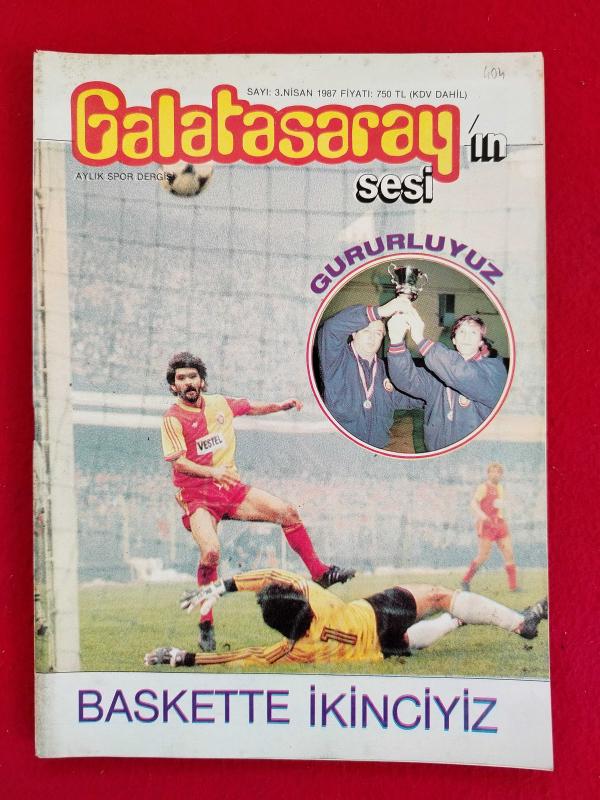 404
SAYI: 3.NİSAN 1987 FİYATI: 750 TL (KDV DAHİL)
Galatasaray'ın
sesi
AYLIK SPOR DERGİSİ
GURURLUYUZ
VESTEL
1
BASKETTE İKİNCİYİZ